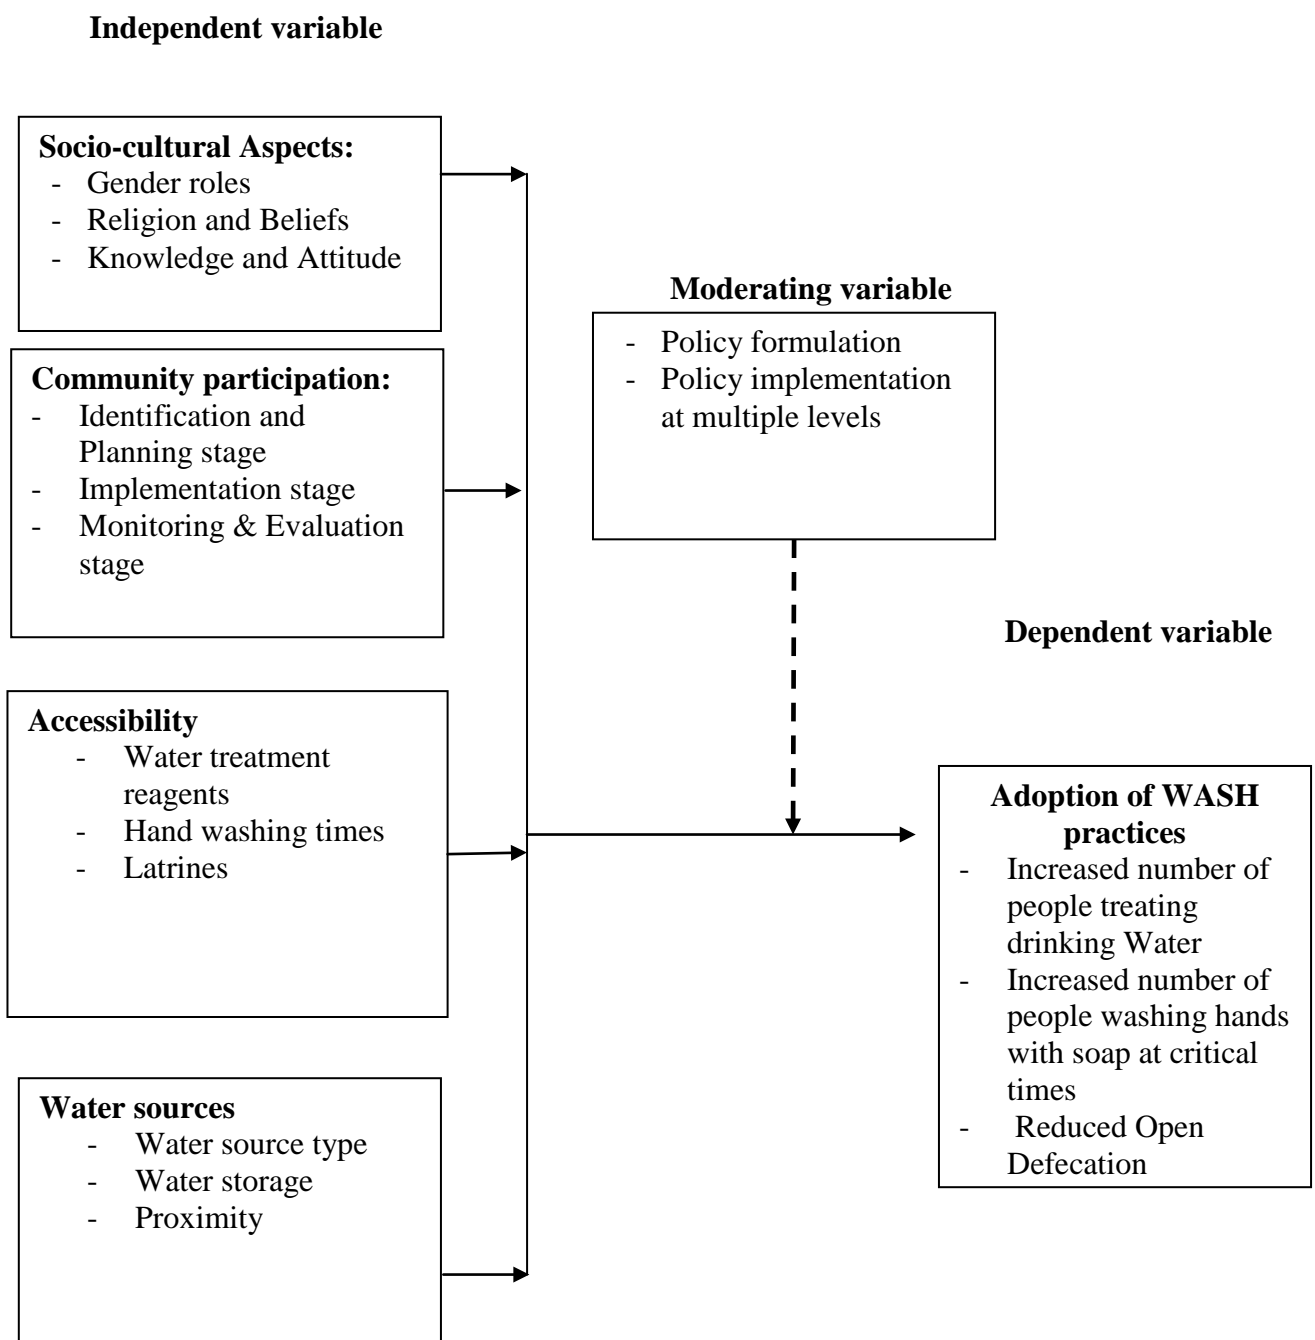 Independent variable
Socio-cultural Aspects:
- Gender roles
- Religion and Beliefs
- Knowledge and Attitude
Community participation:
- Identification and
Planning stage
- Implementation stage
- Monitoring & Evaluation
stage
Accessibility
- Water treatment
reagents
- Hand washing times
- Latrines
Water sources
- Water source type
- Water storage
- Proximity
Moderating variable
- Policy formulation
- Policy implementation
at multiple levels
Dependent variable
Adoption of WASH
practices
- Increased number of
people treating
drinking Water
- Increased number of
people washing hands
with soap at critical
times
- Reduced Open
Defecation